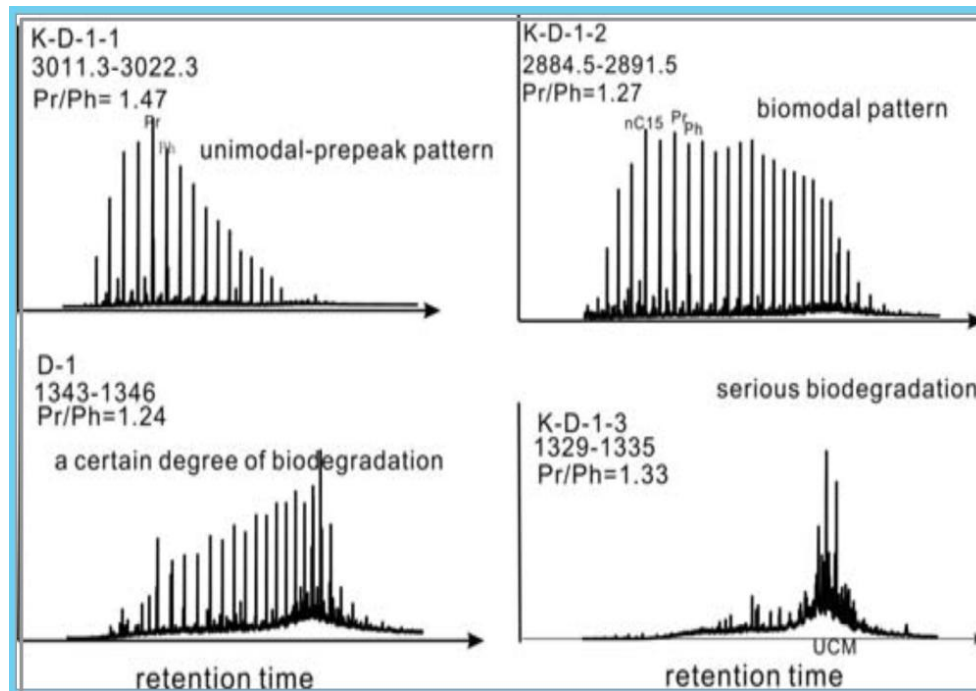 K-D-1-1
3011.3-3022.3
Pr/Ph= 1.47
Pr
Ph
unimodal-prepeak pattern
K-D-1-2
2884.5-2891.5
Pr/Ph=1.27
biomodal pattern
nC15
Pr
Ph
D-1
1343-1346
Pr/Ph=1.24
a certain degree of biodegradation
retention time
serious biodegradation
K-D-1-3
1329-1335
Pr/Ph=1.33
UCM
retention time